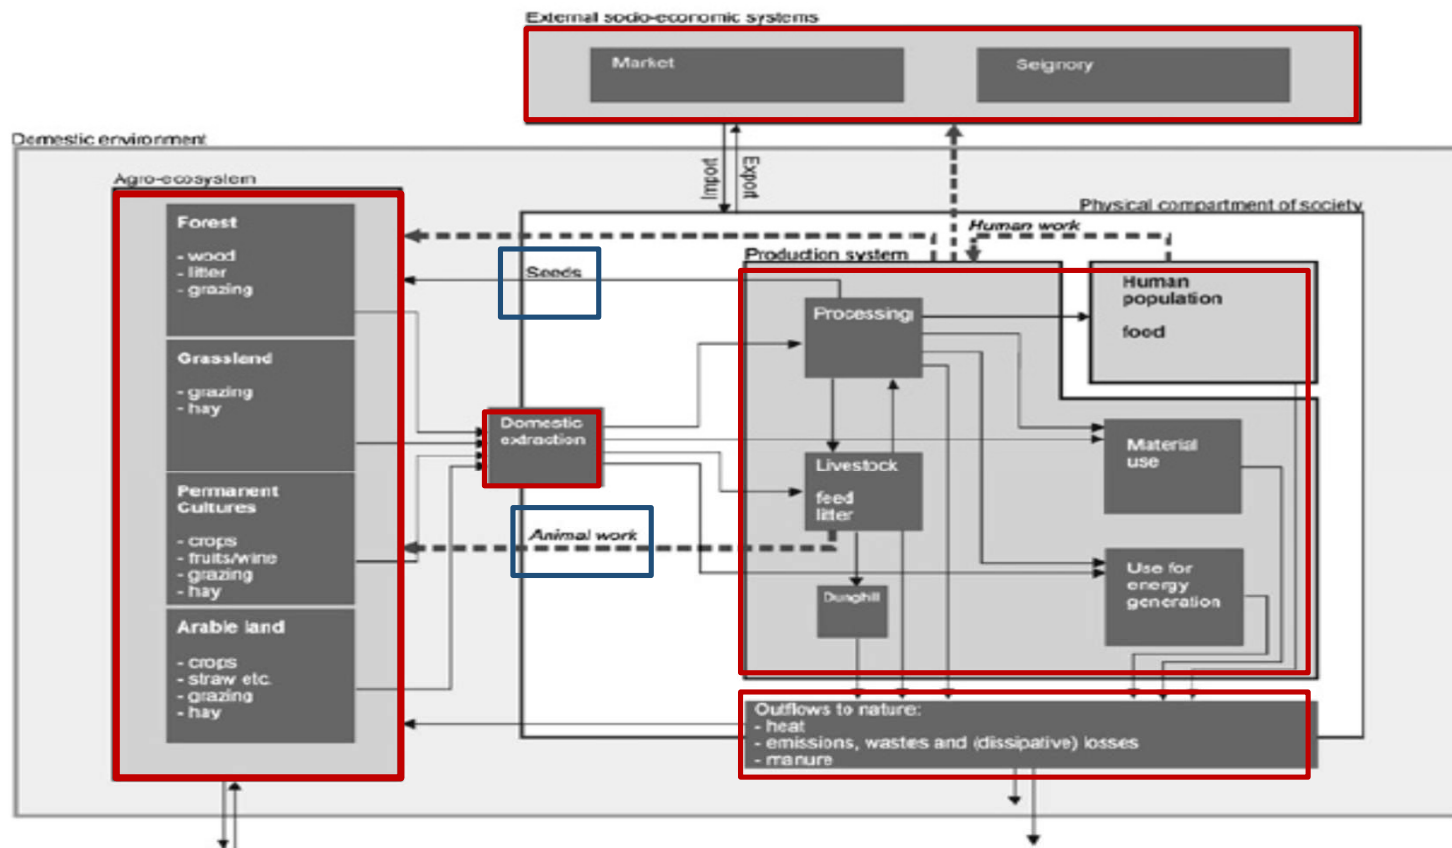 External socio-economic systems
Market
Seignory
Domestic environment
Import
Export
Agro-ecosystem
Physical compartment of society
Forest
- wood
- litter
- grazing
Human work
Production system
Seeds
Human
population
feed
Processing
Grassland
- grazing
- hay
Domestic
extraction
Material
use
Livestock
feed
litter
Permanent
Cultures
- crops
- fruits/wine
- grazing
- hay
Animal work
Use for
energy
generation
Dunghill
Arable land
- crops
- straw etc.
- grazing
- hay
Outflows to nature:
- heat
- emissions, wastes and (dissipative) losses
- manure